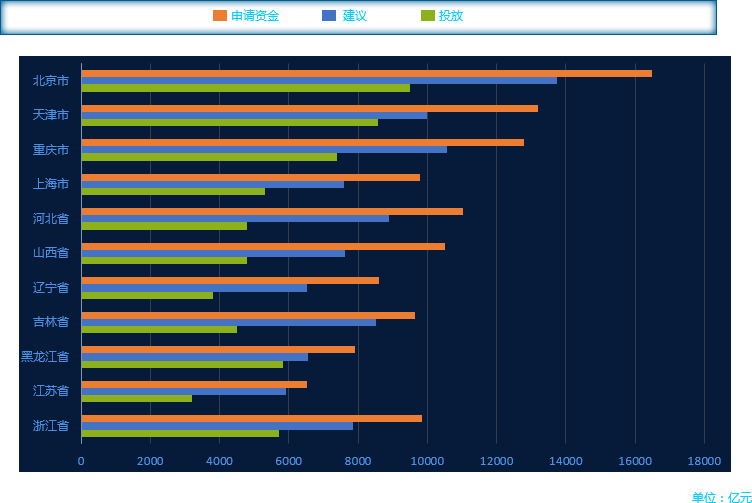 申请资金 建议 投放
北京市
天津市
重庆市
上海市
河北省
山西省
辽宁省
吉林省
黑龙江省
江苏省
浙江省
0 2000 4000 6000 8000 10000 12000 14000 16000 18000
单位：亿元